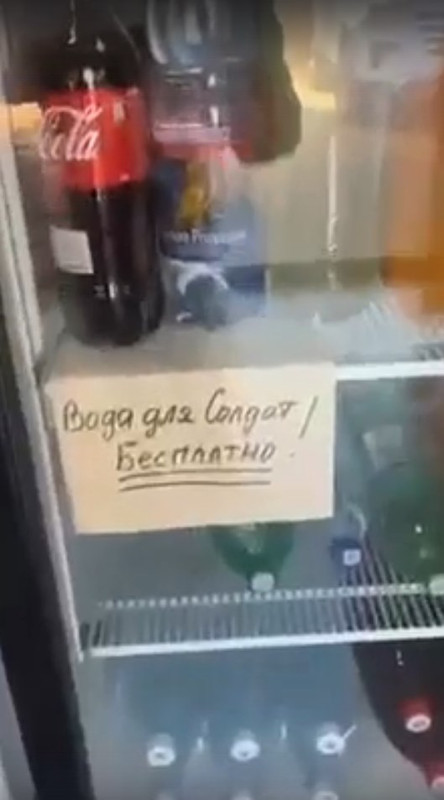 Cola
Вода для Солдат /
Бесплатно.